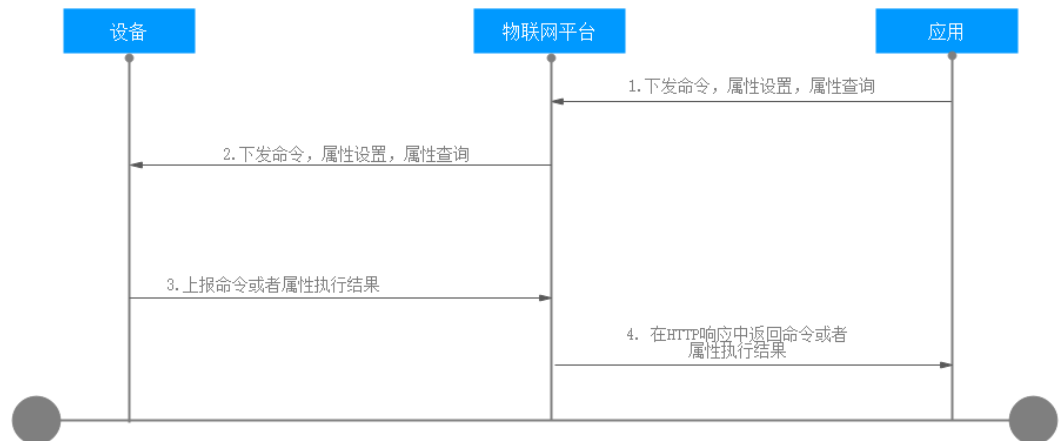 设备
物联网平台
应用
1.下发命令，属性设置，属性查询
2.下发命令，属性设置，属性查询
3.上报命令或者属性执行结果
4. 在HTTP响应中返回命令或者
属性执行结果